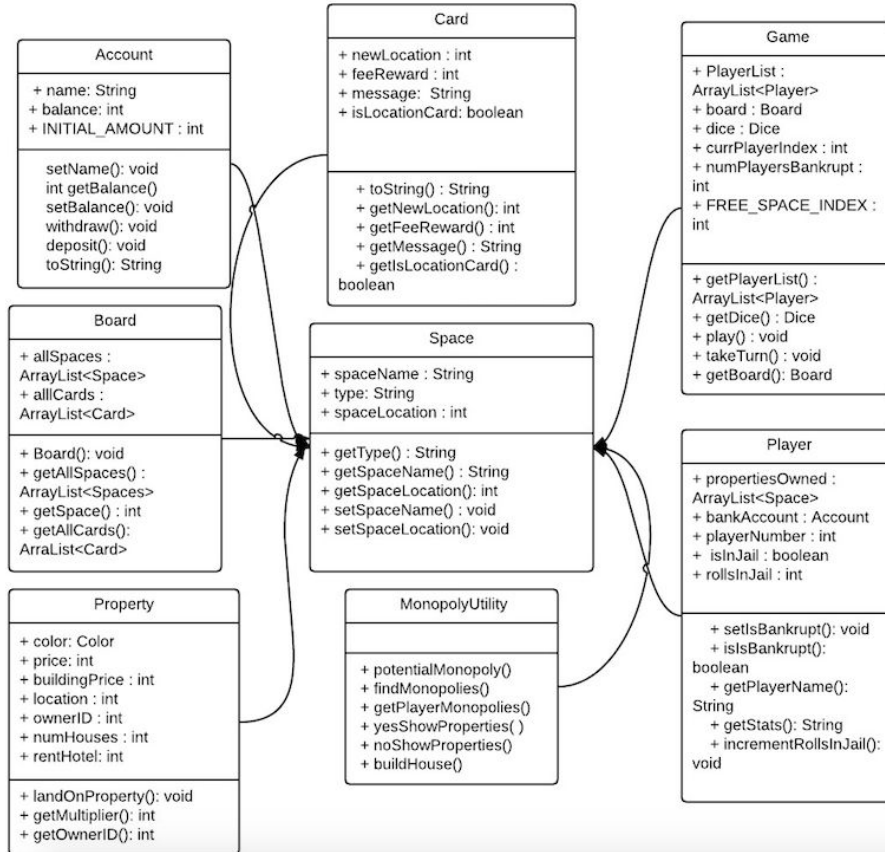 Account
+ name: String
+ balance: int
+ INITIAL_AMOUNT : int
setName(): void
int getBalance()
setBalance(): void
withdraw(): void
deposit(): void
toString(): String
Card
+ newLocation : int
+ feeReward : int
+ message: String
+ isLocationCard: boolean
+ toString() : String
+ getNewLocation(): int
+ getFeeReward() : int
+ getMessage() : String
+ getIsLocationCard() :
boolean
Game
+ PlayerList :
ArrayList<Player>
+ board : Board
+ dice : Dice
+ currPlayerIndex : int
+ numPlayersBankrupt :
int
+ FREE_SPACE_INDEX :
int
+ getPlayerList() :
ArrayList<Player>
+ getDice() : Dice
+ play() : void
+ takeTurn() : void
+ getBoard(): Board
Board
+ allSpaces :
ArrayList<Space>
+ alllCards :
ArrayList<Card>
+ Board(): void
+ getAllSpaces() :
ArrayList<Spaces>
+ getSpace() : int
+ getAllCards():
ArraList<Card>
Space
+ spaceName : String
+ type: String
+ spaceLocation : int
+ getType() : String
+ getSpaceName() : String
+ getSpaceLocation(): int
+ setSpaceName() : void
+ setSpaceLocation(): void
Player
+ propertiesOwned :
ArrayList<Space>
+ bankAccount : Account
+ playerNumber : int
+ isInJail : boolean
+ rollsInJail : int
+ setIsBankrupt(): void
+ isIsBankrupt():
boolean
+ getPlayerName():
String
+ getStats(): String
+ incrementRollsInJail():
void
Property
+ color: Color
+ price: int
+ buildingPrice : int
+ location : int
+ ownerID : int
+ numHouses : int
+ rentHotel: int
+ landOnProperty(): void
+ getMultiplier() : int
+ getOwnerID(): int
MonopolyUtility
+ potentialMonopoly()
+ findMonopolies()
+ getPlayerMonopolies()
+ yesShowProperties( )
+ noShowProperties()
+ buildHouse()